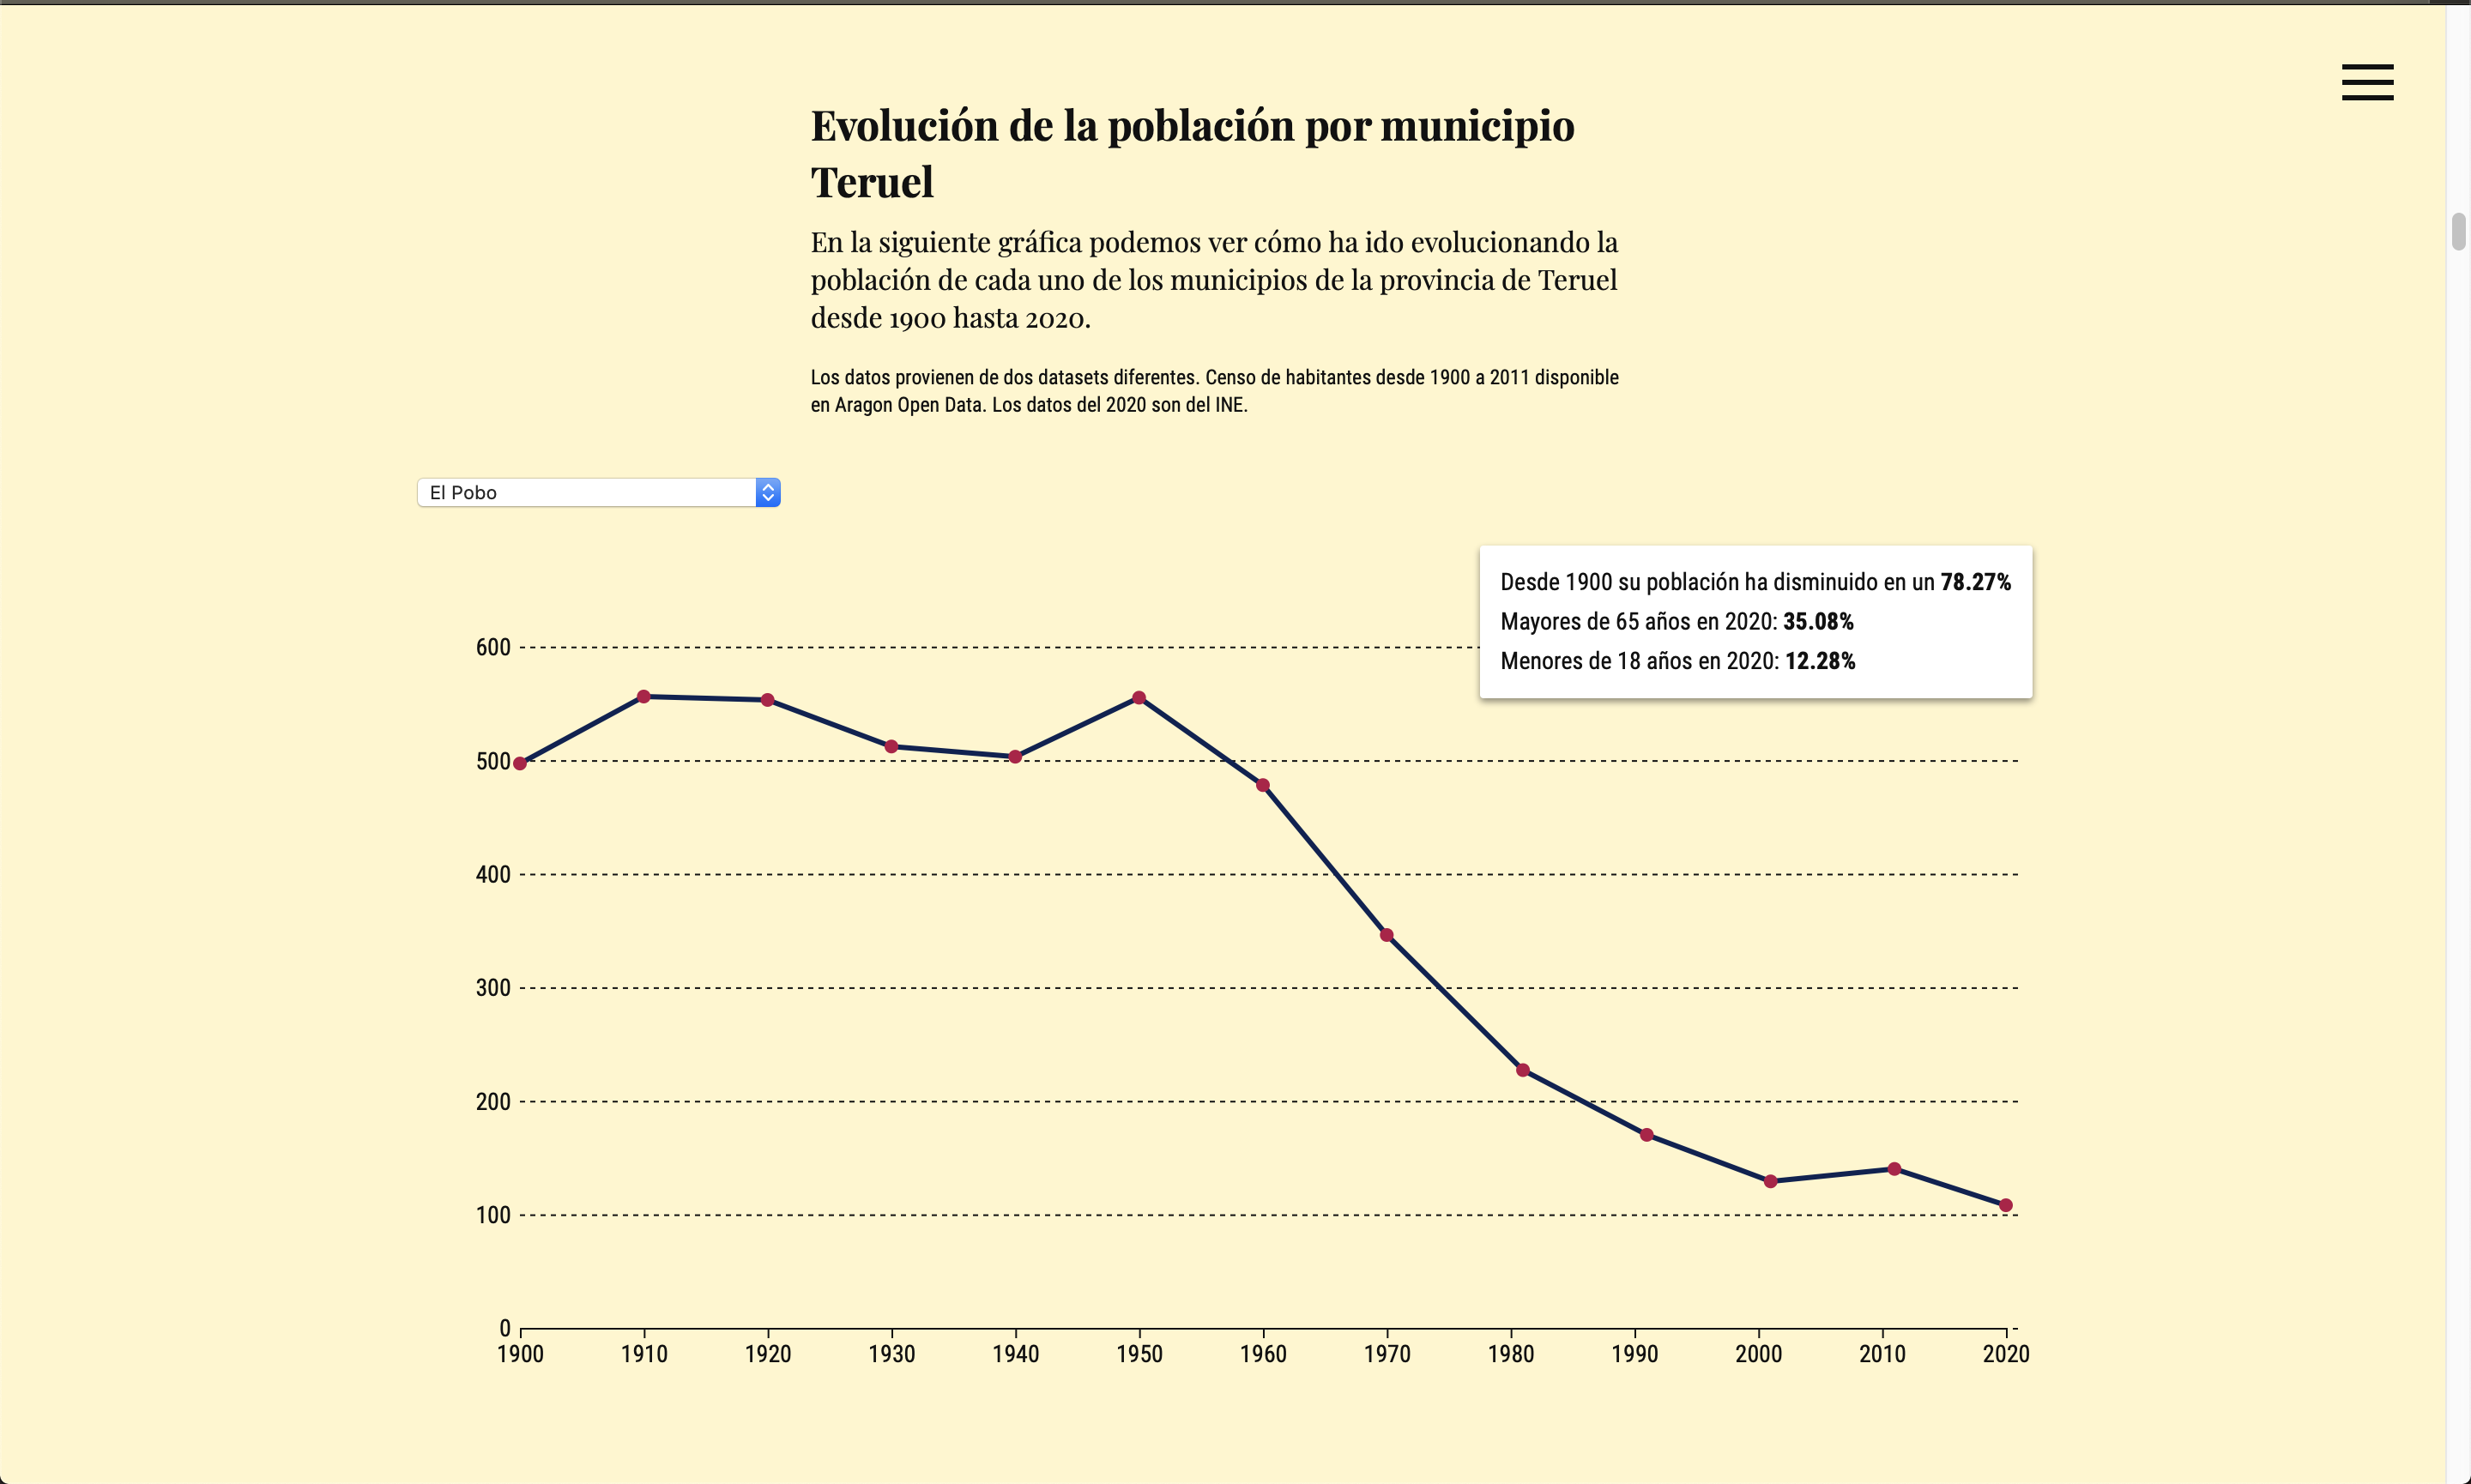 Evolución de la población por municipio
Teruel
En la siguiente gráfica podemos ver cómo ha ido evolucionando la
población de cada uno de los municipios de la provincia de Teruel
desde 1900 hasta 2020.
Los datos provienen de dos datasets diferentes. Censo de habitantes desde 1900 a 2011 disponible
en Aragon Open Data. Los datos del 2020 son del INE.
El Pobo
Desde 1900 su población ha disminuido en un 78.27%
Mayores de 65 años en 2020: 35.08%
Menores de 18 años en 2020: 12.28%
600
500
400
300
200
100
0
1900 1910 1920 1930 1940 1950 1960 1970 1980 1990 2000 2010 2020